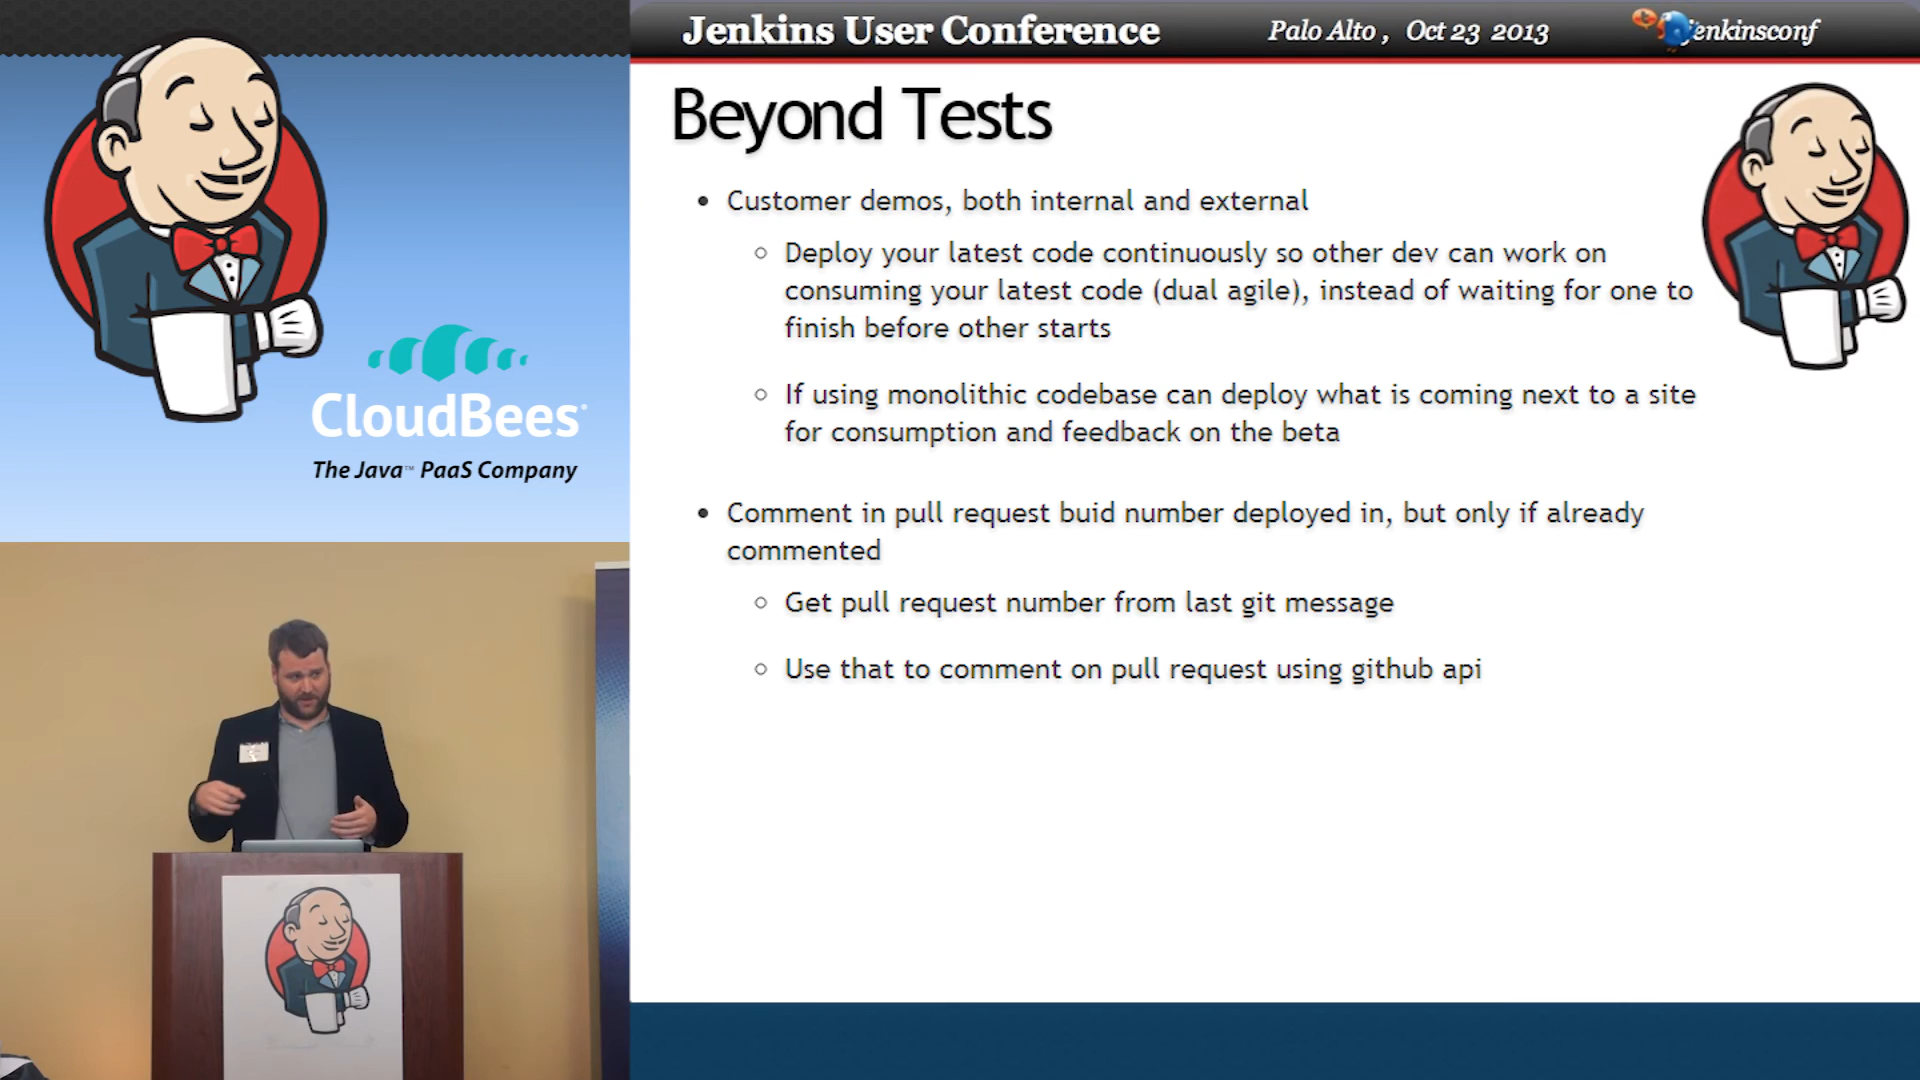 Jenkins User Conference
Palo Alto , Oct 23 2013
jenkinsconf
Beyond Tests
Customer demos, both internal and external
Deploy your latest code continuously so other dev can work on
consuming your latest code (dual agile), instead of waiting for one to
finish before other starts
If using monolithic codebase can deploy what is coming next to a site
for consumption and feedback on the beta
Comment in pull request buid number deployed in, but only if already
commented
Get pull request number from last git message
Use that to comment on pull request using github api
CloudBees®
The Java™ PaaS Company